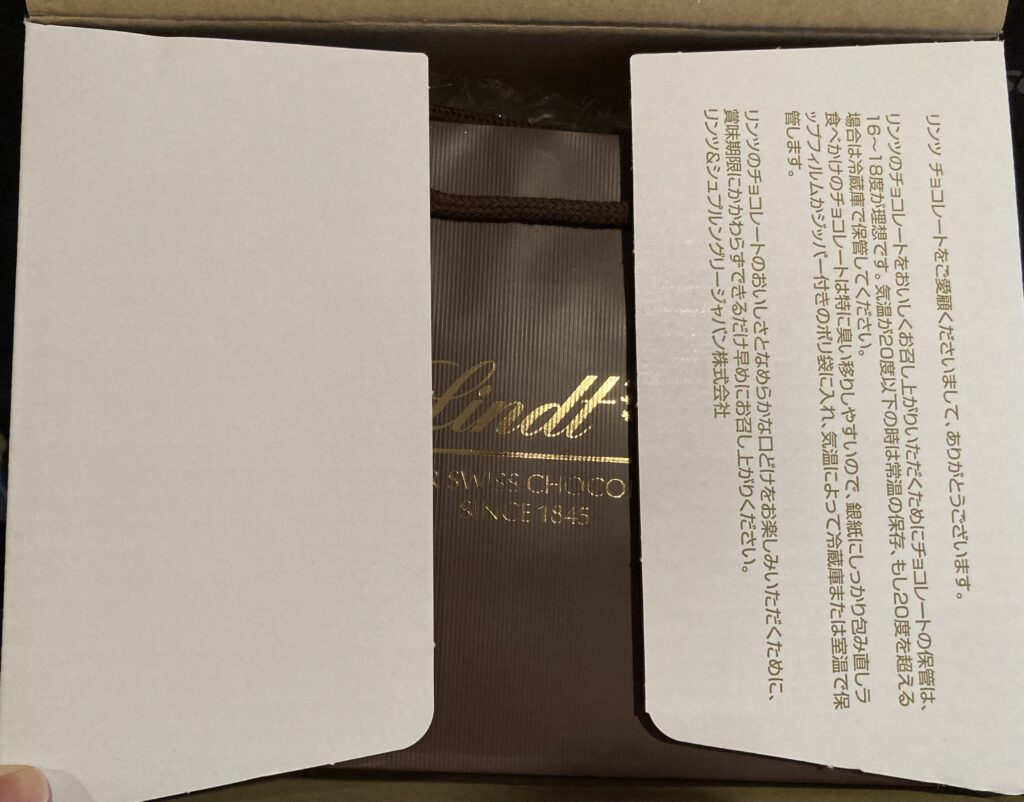 Lindt
R SWISS CHOCO
SINCE 1845
リンツ チョコレートをご愛顧くださいまして、ありがとうございます。
リンツのチョコレートをおいしくお召し上がりいただくためにチョコレートの保管は、
16～18度が理想です。気温が20度以下の時は常温の保存、もし20度を超える
場合は冷蔵庫で保管してください。
食べかけのチョコレートは特に臭い移りしやすいので、銀紙にしっかり包み直しラ
ップフィルムかジッパー付きのポリ袋に入れ、気温によって冷蔵庫または室温で保
管します。
リンツのチョコレートのおいしさとなめらかな口どけをお楽しみいただくために、
賞味期限にかかわらずできるだけ早めにお召し上がりください。
リンツ&シュプルングリージャパン株式会社